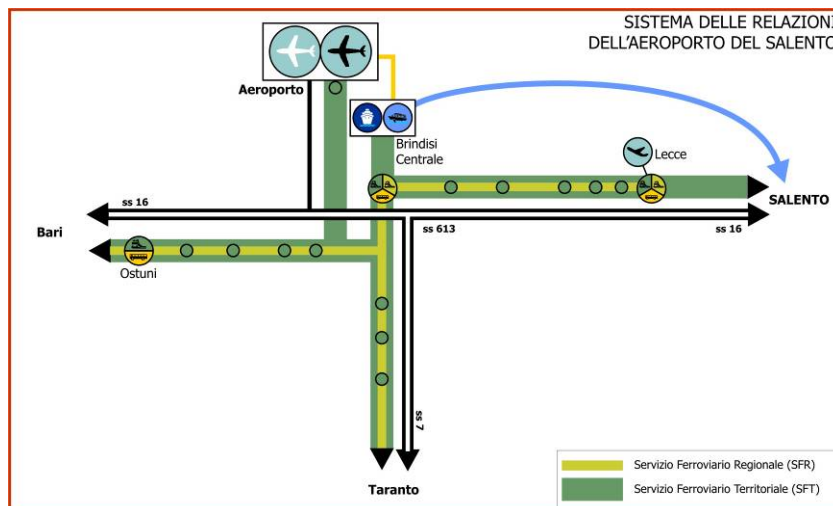 SISTEMA DELLE RELAZIONI
DELL'AEROPORTO DEL SALENTO
Aeroporto
Brindisi
Centrale
Lecce
ss 16
SALENTO
Bari
ss 613
ss 16
Ostuni
ss 7
Taranto
Servizio Ferroviario Regionale (SFR)
Servizio Ferroviario Territoriale (SFT)